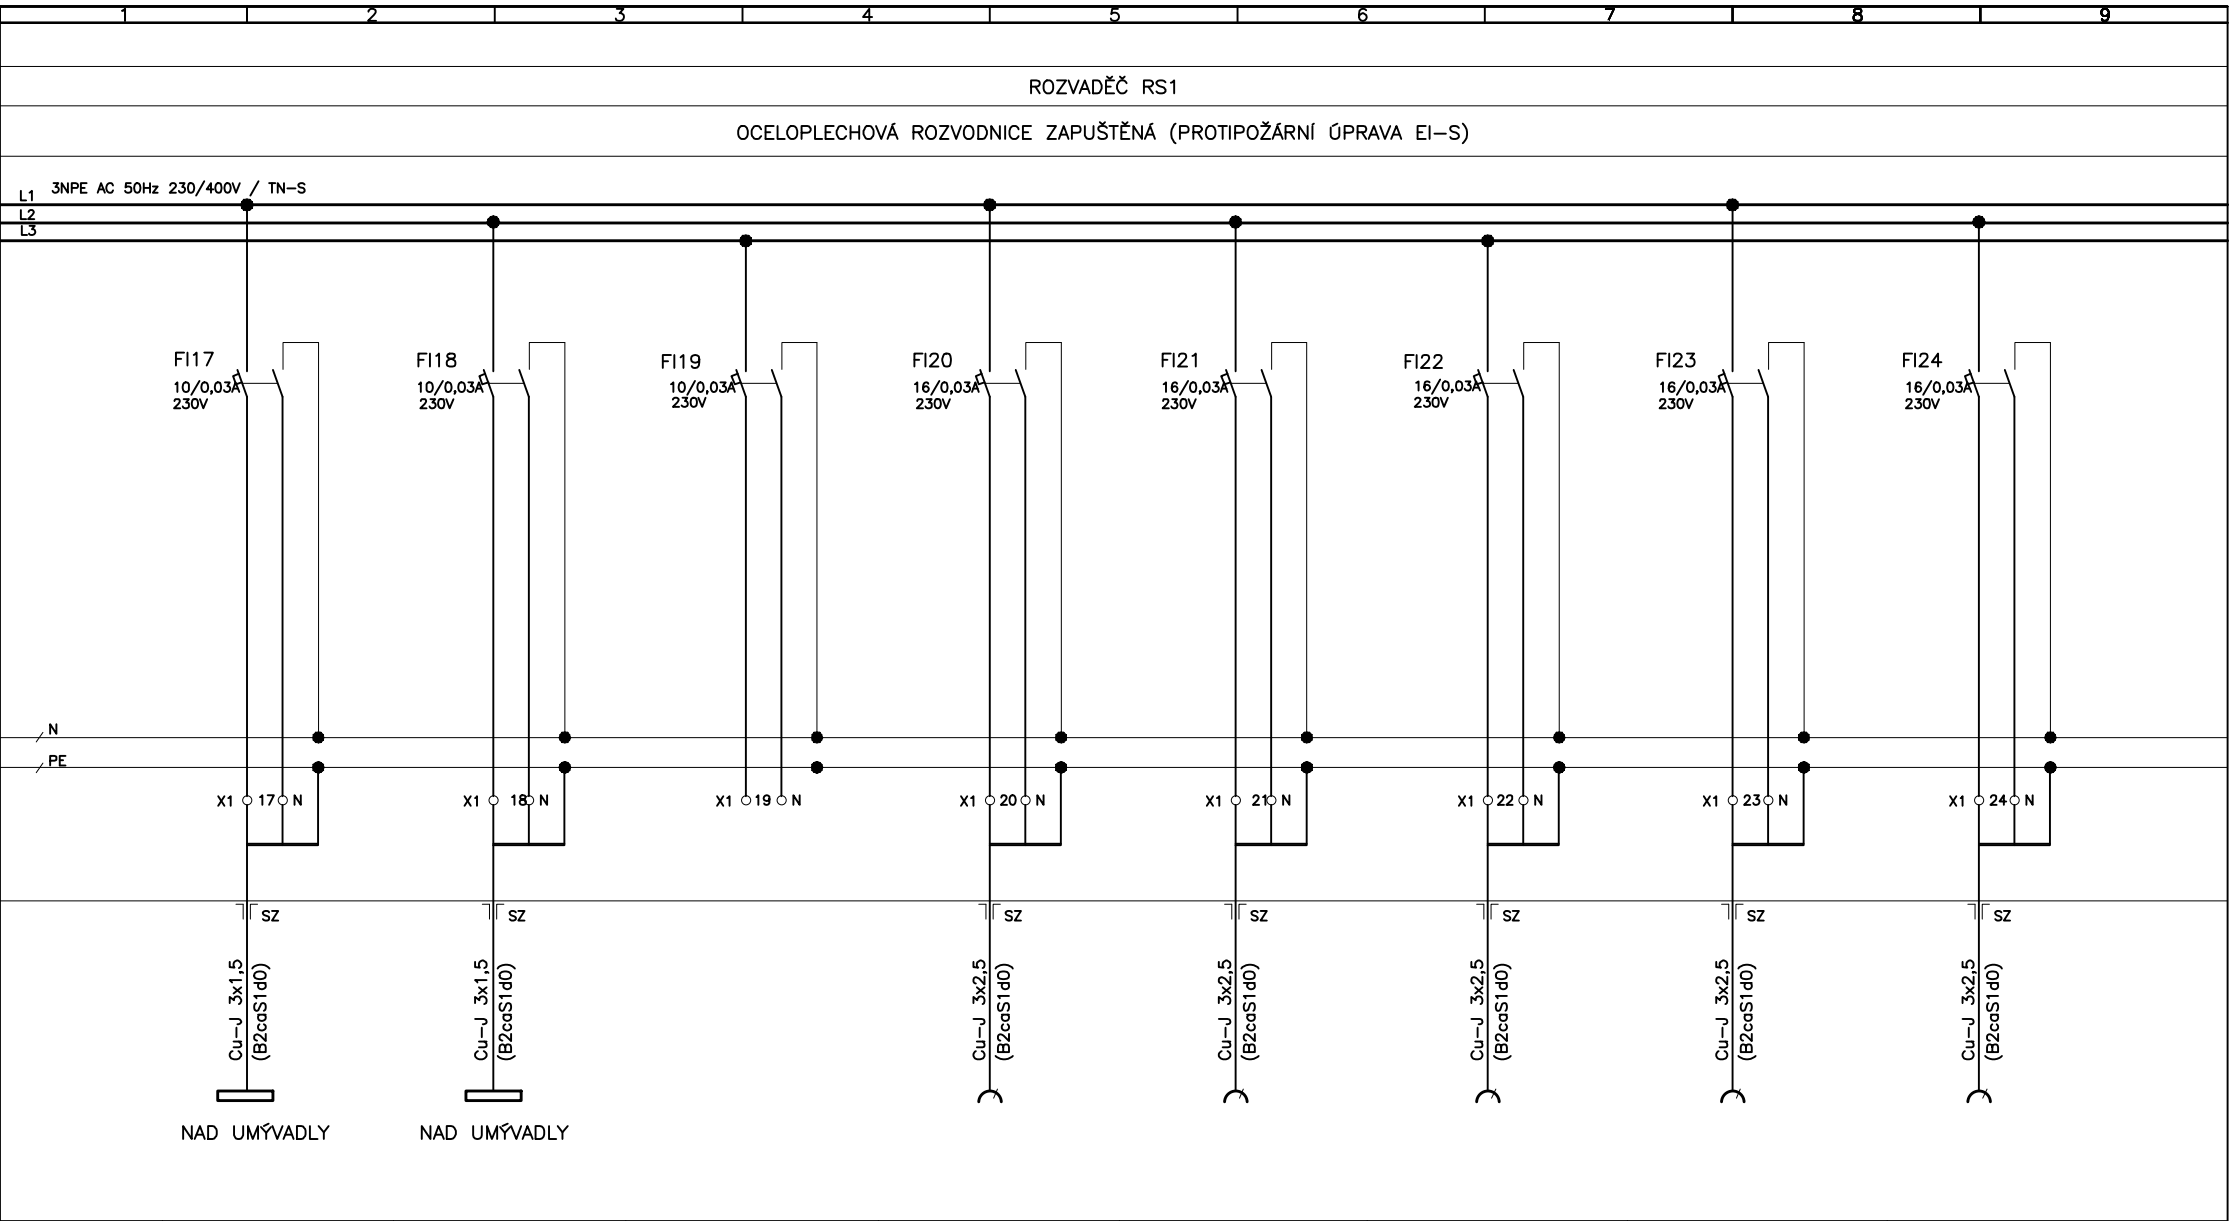 1 2 3 4 5 6 7 8 9
ROZVADĚČ RS1
OCELOPLECHOVÁ ROZVODNICE ZAPUŠTĚNÁ (PROTIPOŽÁRNÍ ÚPRAVA EI-S)
3NPE AC 50Hz 230/400V / TN-S
L1
L2
L3
FI17
10/0,03A
230V
FI18
10/0,03A
230V
FI19
10/0,03A
230V
FI20
16/0,03A
230V
FI21
16/0,03A
230V
FI22
16/0,03A
230V
FI23
16/0,03A
230V
FI24
16/0,03A
230V
N
PE
X1 17 N
X1 18 N
X1 19 N
X1 20 N
X1 21 N
X1 22 N
X1 23 N
X1 24 N
SZ
SZ
SZ
SZ
SZ
SZ
SZ
Cu-J 3x1,5
(B2caS1d0)
Cu-J 3x1,5
(B2caS1d0)
Cu-J 3x2,5
(B2caS1d0)
Cu-J 3x2,5
(B2caS1d0)
Cu-J 3x2,5
(B2caS1d0)
Cu-J 3x2,5
(B2caS1d0)
Cu-J 3x2,5
(B2caS1d0)
NAD UMÝVADLY
NAD UMÝVADLY